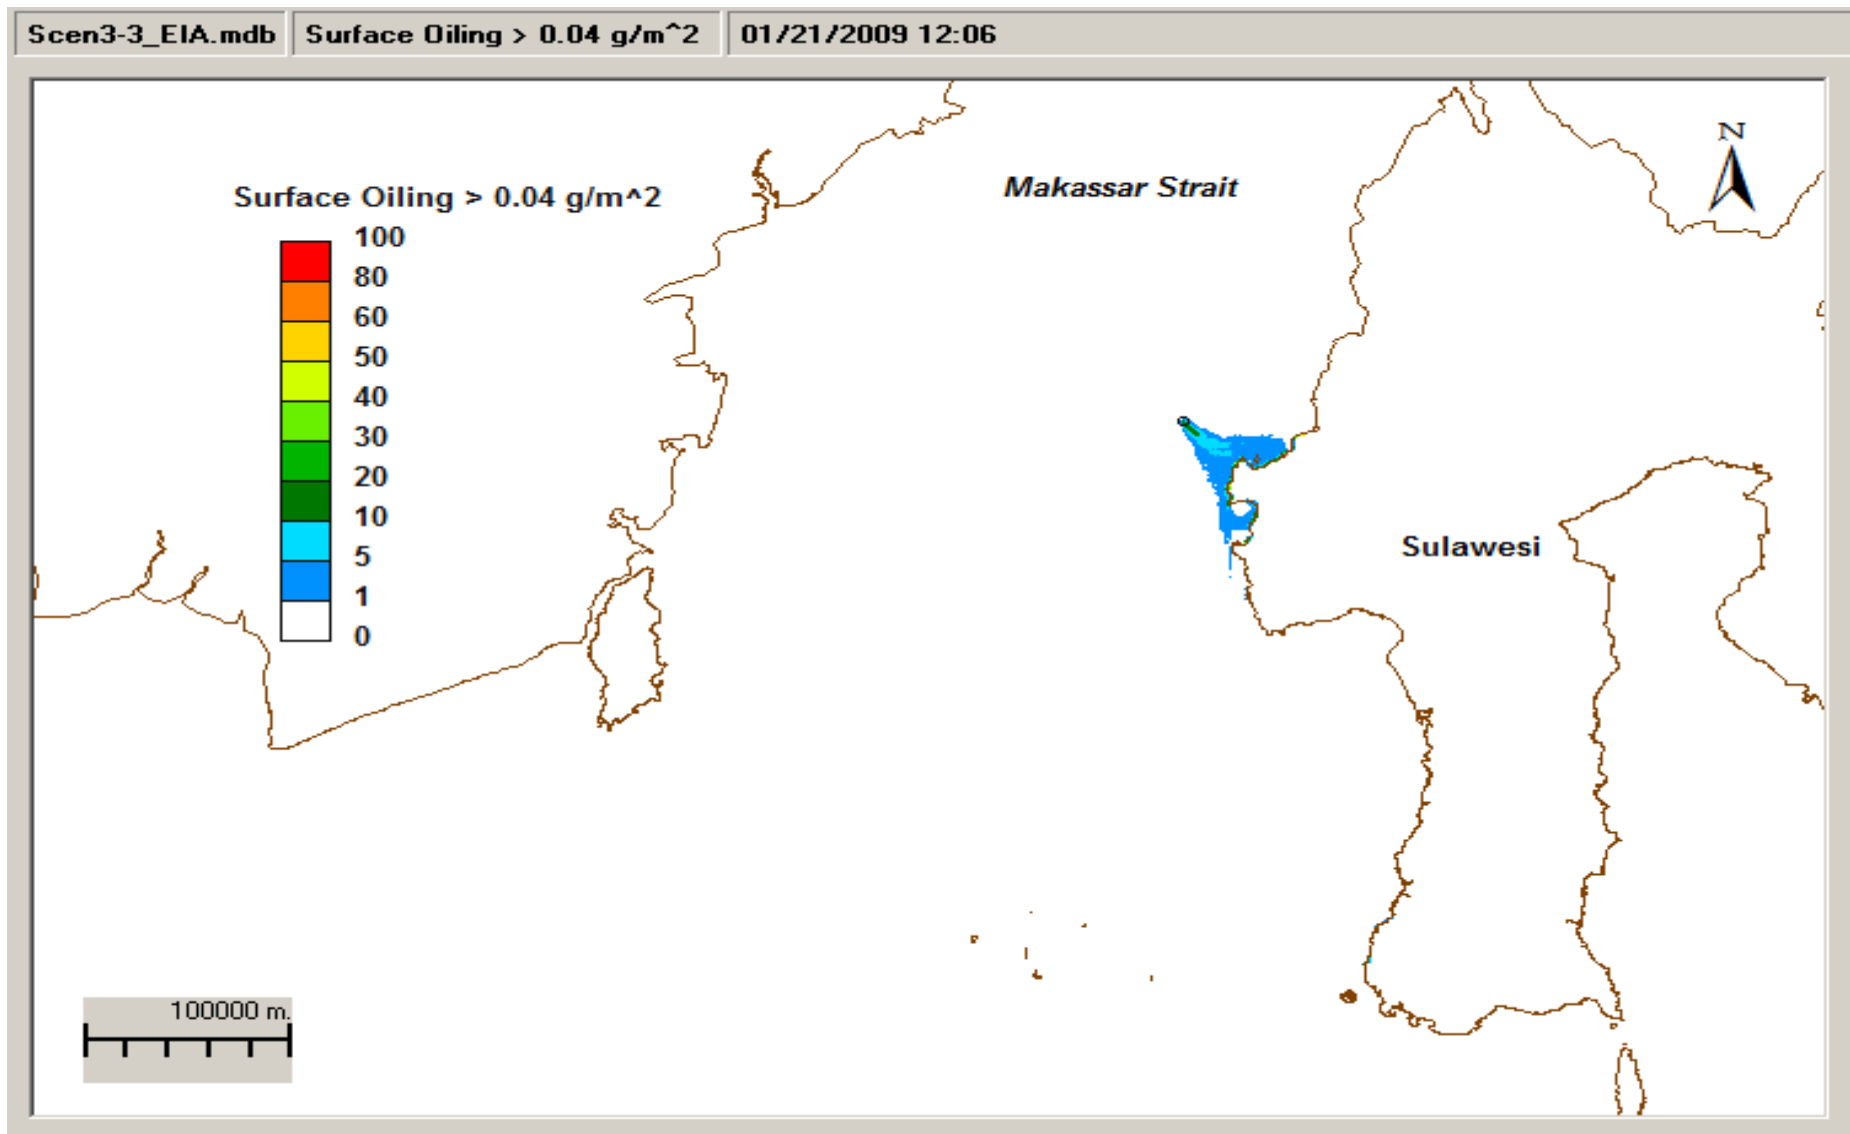 Scen3-3_EIA.mdb Surface Oiling > 0.04 g/m^2 01/21/2009 12:06
N
Makassar Strait
Surface Oiling > 0.04 g/m^2
100
80
60
50
40
30
20
10
5
1
0
Sulawesi
100000 m.